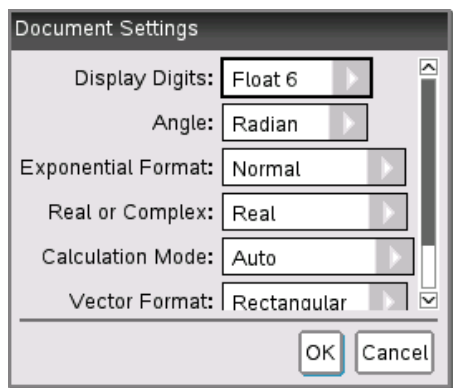 Document Settings
Display Digits: Float 6
Angle: Radian
Exponential Format: Normal
Real or Complex: Real
Calculation Mode: Auto
Vector Format: Rectangular
OK Cancel